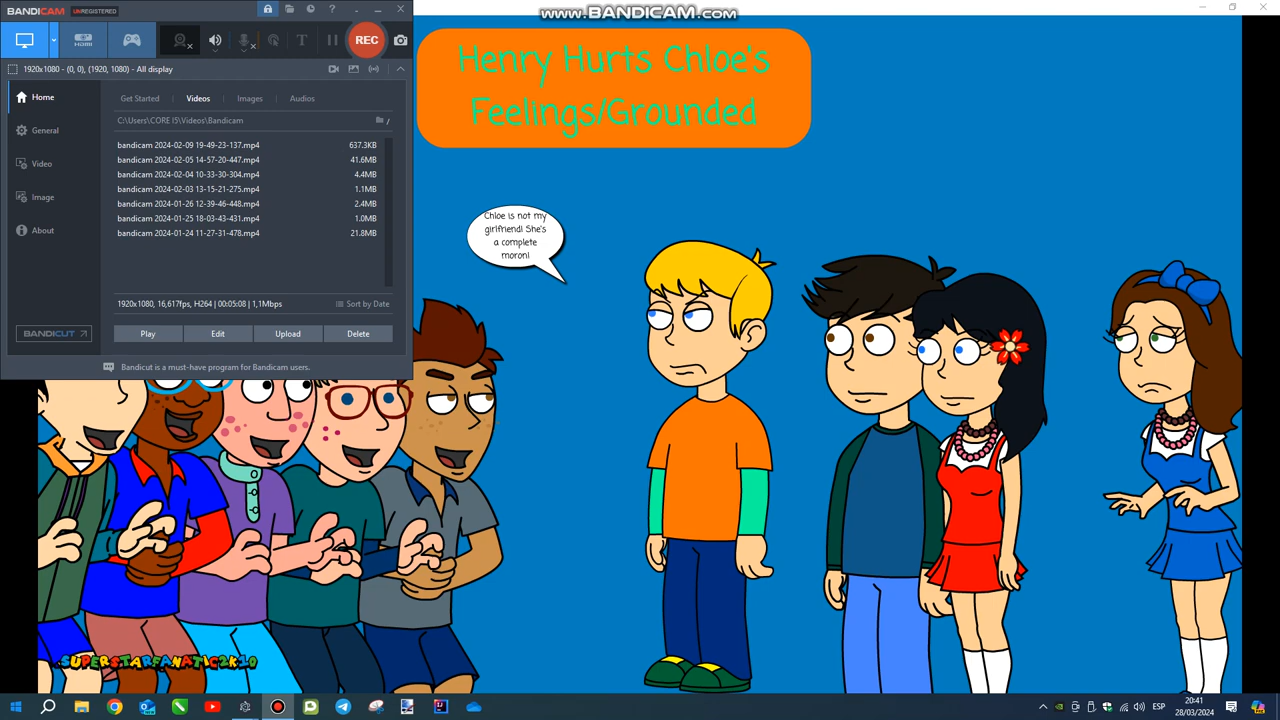 BANDICAM UNREGISTERED
www.BANDICAM.com
HDMI
REC
1920x1080 - (0, 0), (1920, 1080) - All display
Home
General
Video
Image
About
BANDICUT ↗
Get Started Videos Images Audios
C:\Users\CORE i5\Videos\Bandicam
/
bandicam 2024-02-09 19-49-23-137.mp4 637.3KB
bandicam 2024-02-05 14-57-20-447.mp4 41.6MB
bandicam 2024-02-04 10-33-30-304.mp4 4.4MB
bandicam 2024-02-03 13-15-21-275.mp4 1.1MB
bandicam 2024-01-26 12-39-46-448.mp4 2.4MB
bandicam 2024-01-25 18-03-43-431.mp4 1.0MB
bandicam 2024-01-24 11-27-31-478.mp4 21.8MB
1920x1080, 16,617fps, H264 | 00:05:08 | 1,1Mbps Sort by Date
Play Edit Upload Delete
Bandicut is a must-have program for Bandicam users.
Henry Hurts Chloe's
Feelings/Grounded
Chloe is not my
girlfriend! She's
a complete
moron!
SUPERSTARFANATIC2K10
ESP
20:41
28/03/2024